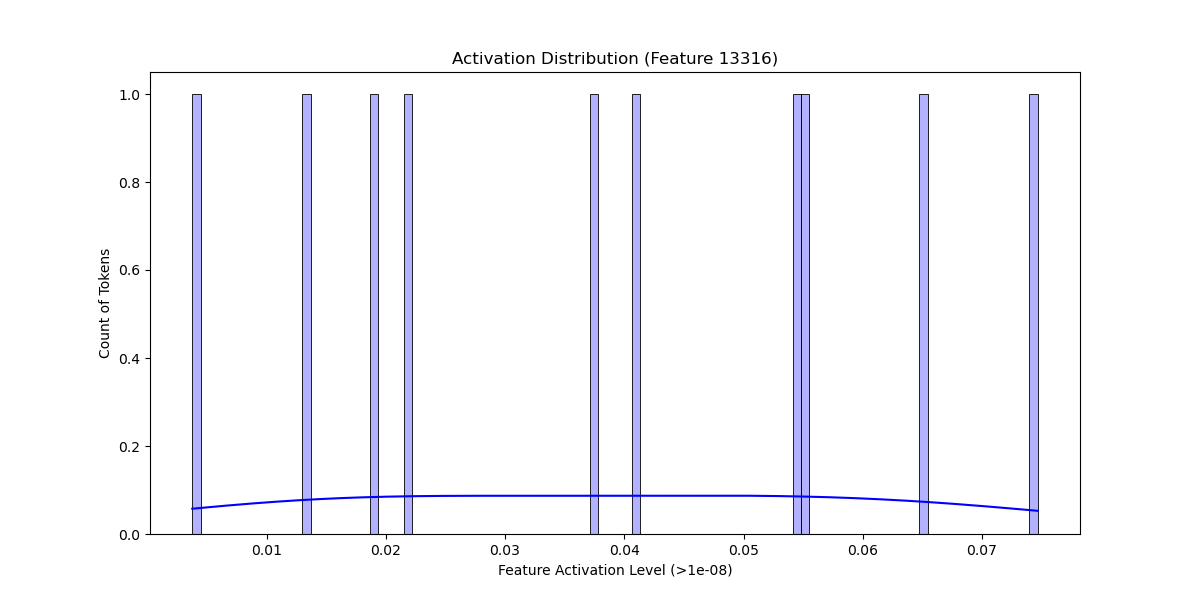 Activation Distribution (Feature 13316)
1.0
0.8
0.6
0.4
0.2
0.0
Count of Tokens
0.01 0.02 0.03 0.04 0.05 0.06 0.07
Feature Activation Level (>1e-08)